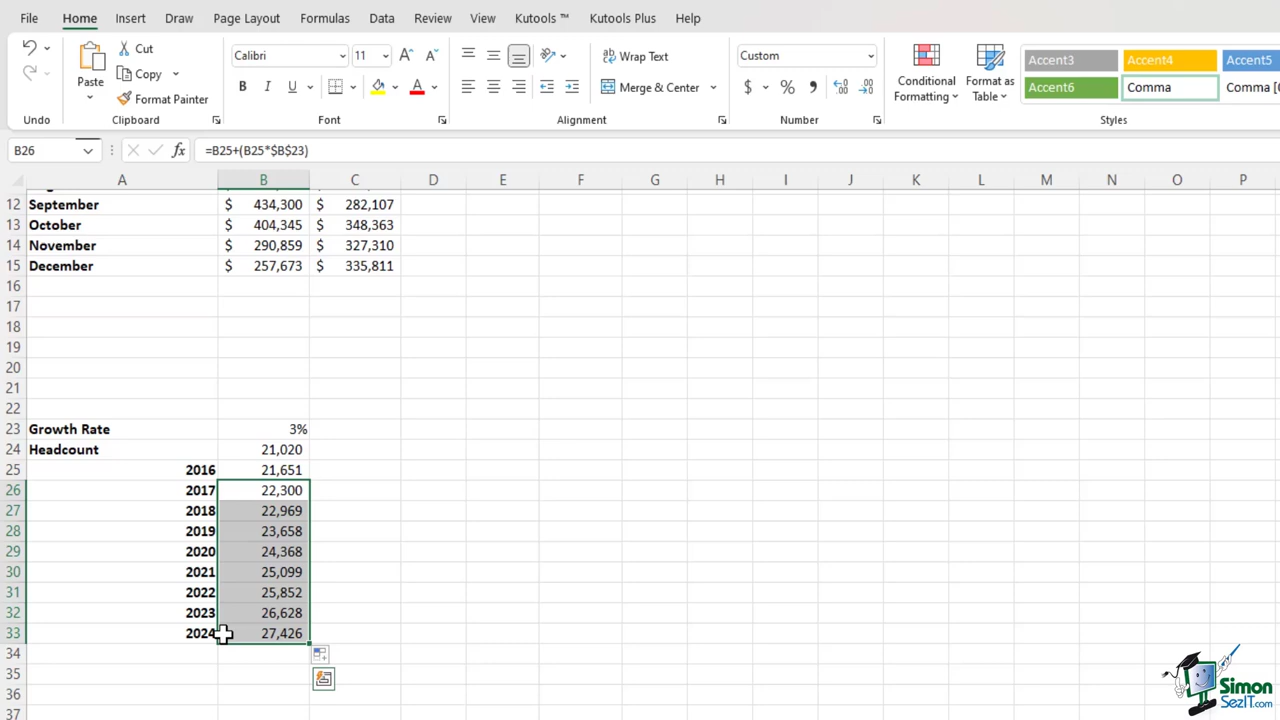 File Home Insert Draw Page Layout Formulas Data Review View Kutools ™ Kutools Plus Help
Paste
Cut
Copy
Format Painter
Undo
Clipboard
Calibri 11 A A
B I U A
Font
ab Wrap Text
Merge & Center
Alignment
Custom
$ % , .00 .00
Number
Conditional Formatting
Format as Table
Accent3 Accent4 Accent5
Accent6 Comma Comma [0
Styles
B26 fx =B25+(B25*$B$23)
A B C D E F G H I J K L M N O P
12 September $ 434,300 $ 282,107
13 October $ 404,345 $ 348,363
14 November $ 290,859 $ 327,310
15 December $ 257,673 $ 335,811
16
17
18
19
20
21
22
23 Growth Rate 3%
24 Headcount 21,020
25 2016 21,651
26 2017 22,300
27 2018 22,969
28 2019 23,658
29 2020 24,368
30 2021 25,099
31 2022 25,852
32 2023 26,628
33 2024 27,426
34
35
36
37
Simon
SezIT.com